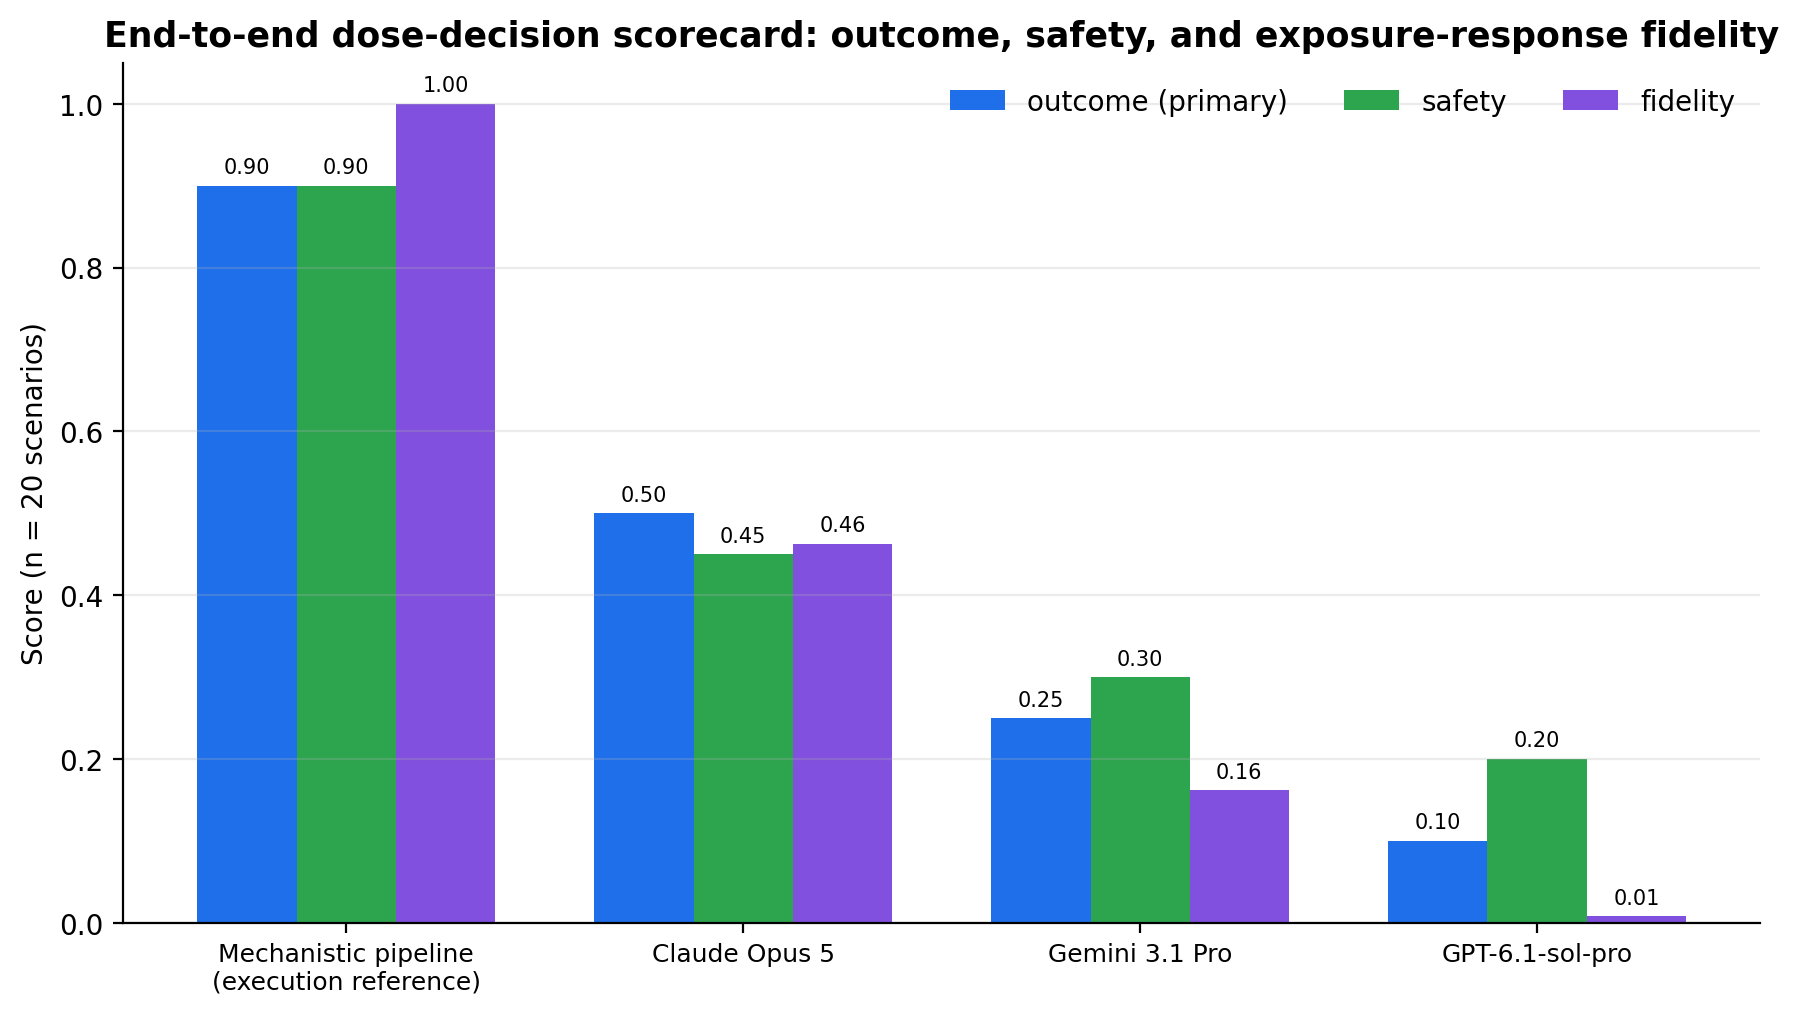 End-to-end dose-decision scorecard: outcome, safety, and exposure-response fidelity
outcome (primary)
safety
fidelity
Score (n = 20 scenarios)
1.0
0.8
0.6
0.4
0.2
0.0
0.90
0.90
1.00
0.50
0.45
0.46
0.25
0.30
0.16
0.10
0.20
0.01
Mechanistic pipeline
(execution reference)
Claude Opus 5
Gemini 3.1 Pro
GPT-6.1-sol-pro